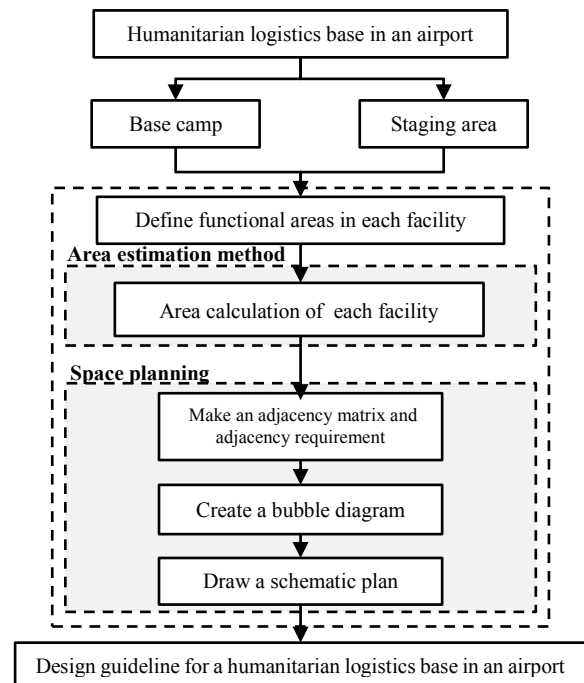 Humanitarian logistics base in an airport
Base camp
Staging area
Define functional areas in each facility
Area estimation method
Area calculation of each facility
Space planning
Make an adjacency matrix and
adjacency requirement
Create a bubble diagram
Draw a schematic plan
Design guideline for a humanitarian logistics base in an airport